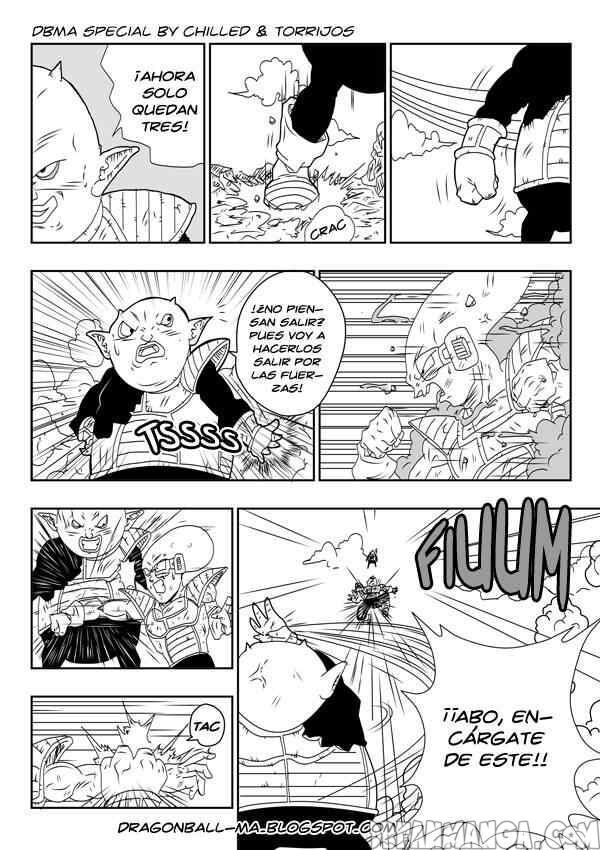 DBMA SPECIAL BY CHILLED & TORRIJOS
¡AHORA
SOLO
QUEDAN
TRES!
CRAC
!¿NO PIEN-
SAN SALIR?
PUES VOY A
HACERLOS
SALIR POR
LAS FUER-
ZAS!
TSSSS
FIUUM
TAC
¡¡ABO, EN-
CÁRGATE
DE ESTE!!
DRAGONBALL-MA.BLOGSPOT.COM